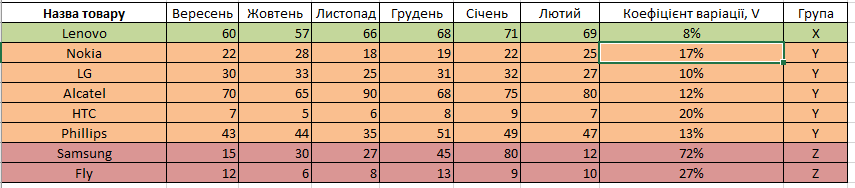 Назва товару Вересень Жовтень Листопад Грудень Січень Лютий Коефіцієнт варіації, V Група
Lenovo 60 57 66 68 71 69 8% X
Nokia 22 28 18 19 22 25 17% Y
LG 30 33 25 31 32 27 10% Y
Alcatel 70 65 90 68 75 80 12% Y
HTC 7 5 6 8 9 7 20% Y
Phillips 43 44 35 51 49 47 13% Y
Samsung 15 30 27 45 80 12 72% Z
Fly 12 6 8 13 9 10 27% Z